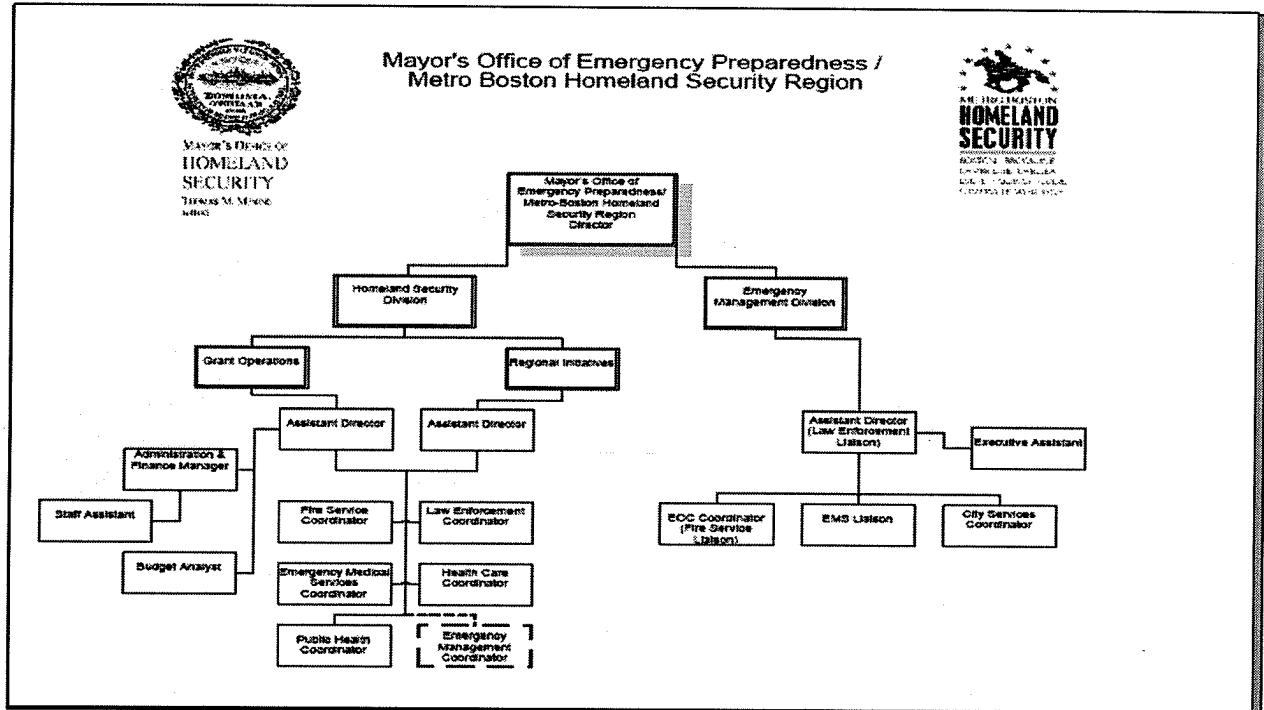 Mayor's Office of Emergency Preparedness /
Metro Boston Homeland Security Region
MAYOR'S OFFICE OF
HOMELAND
SECURITY
THOMAS M. MENINO
METRO BOSTON
HOMELAND
SECURITY
Mayor's Office of
Emergency Preparedness/
Metro-Boston Homeland
Security Region
Director
Homeland Security
Division
Emergency
Management Division
Grant Operations
Regional Initiatives
Assistant Director
Assistant Director
Assistant Director
(Law Enforcement
Liaison)
Executive Assistant
Administration &
Finance Manager
Staff Assistant
Budget Analyst
Fire Service
Coordinator
Law Enforcement
Coordinator
EOC Coordinator
(Fire Service
Liaison)
EMS Liaison
City Services
Coordinator
Emergency Medical
Services
Coordinator
Health Care
Coordinator
Public Health
Coordinator
Emergency
Management
Coordinator